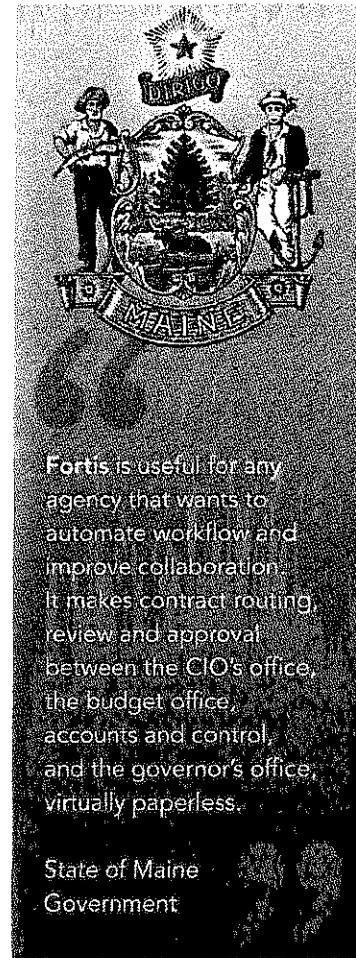 DIRIGO
MAINE
“
Fortis is useful for any
agency that wants to
automate workflow and
improve collaboration.
It makes contract routing,
review and approval
between the CIO's office,
the budget office,
accounts and control,
and the governor's office,
virtually paperless.
State of Maine
Government
”